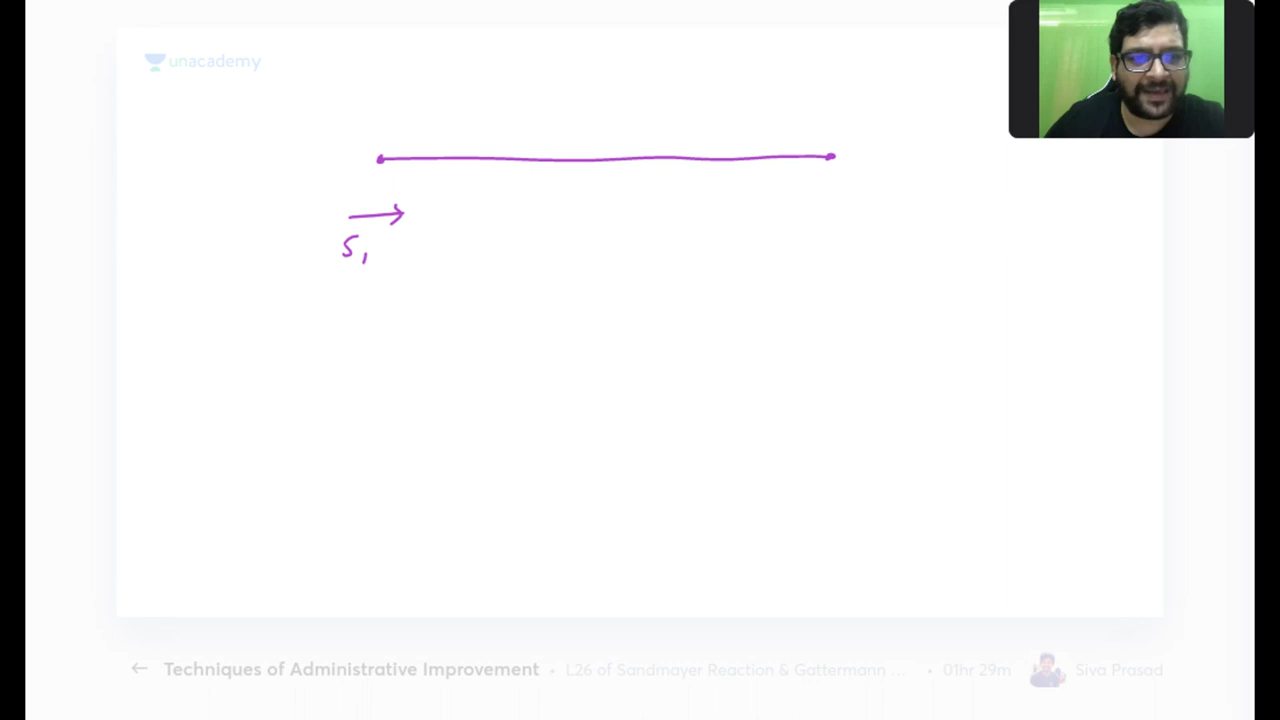 unacademy
S1
Techniques of Administrative Improvement • L26 of Sandmayer Reaction & Gattermann ... • 01hr 29m Siva Prasad